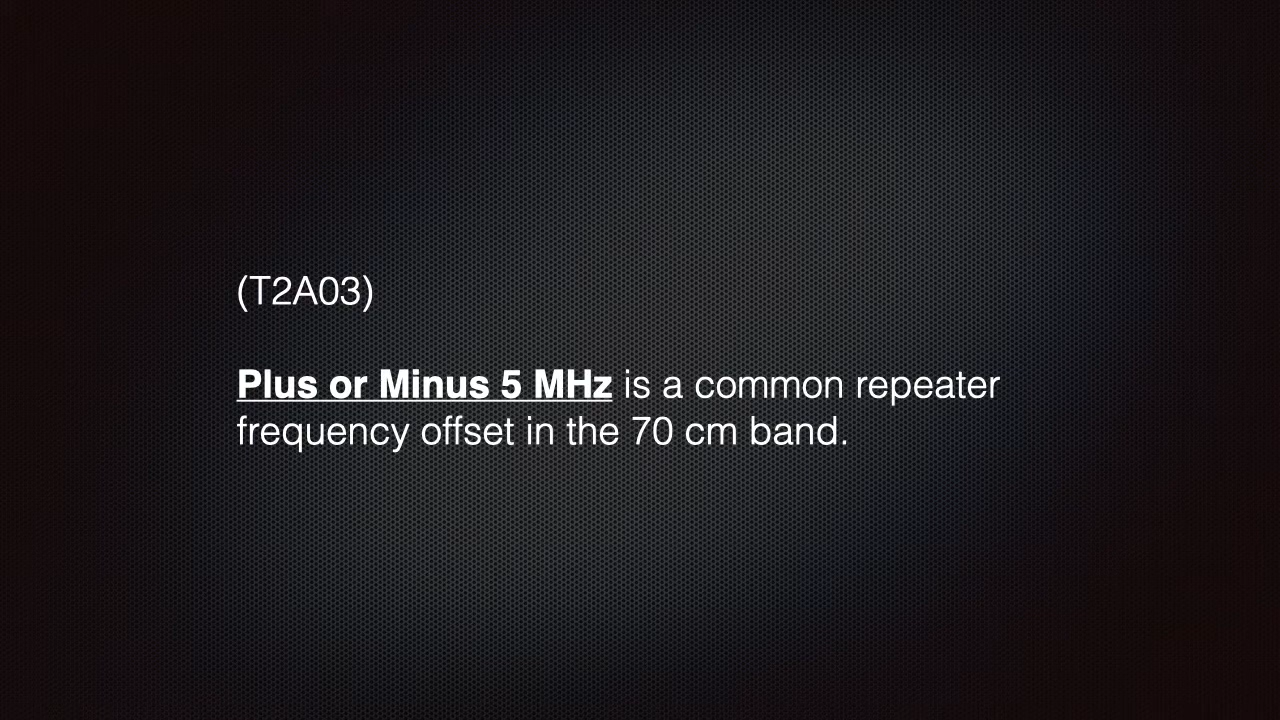 (T2A03)
Plus or Minus 5 MHz is a common repeater
frequency offset in the 70 cm band.